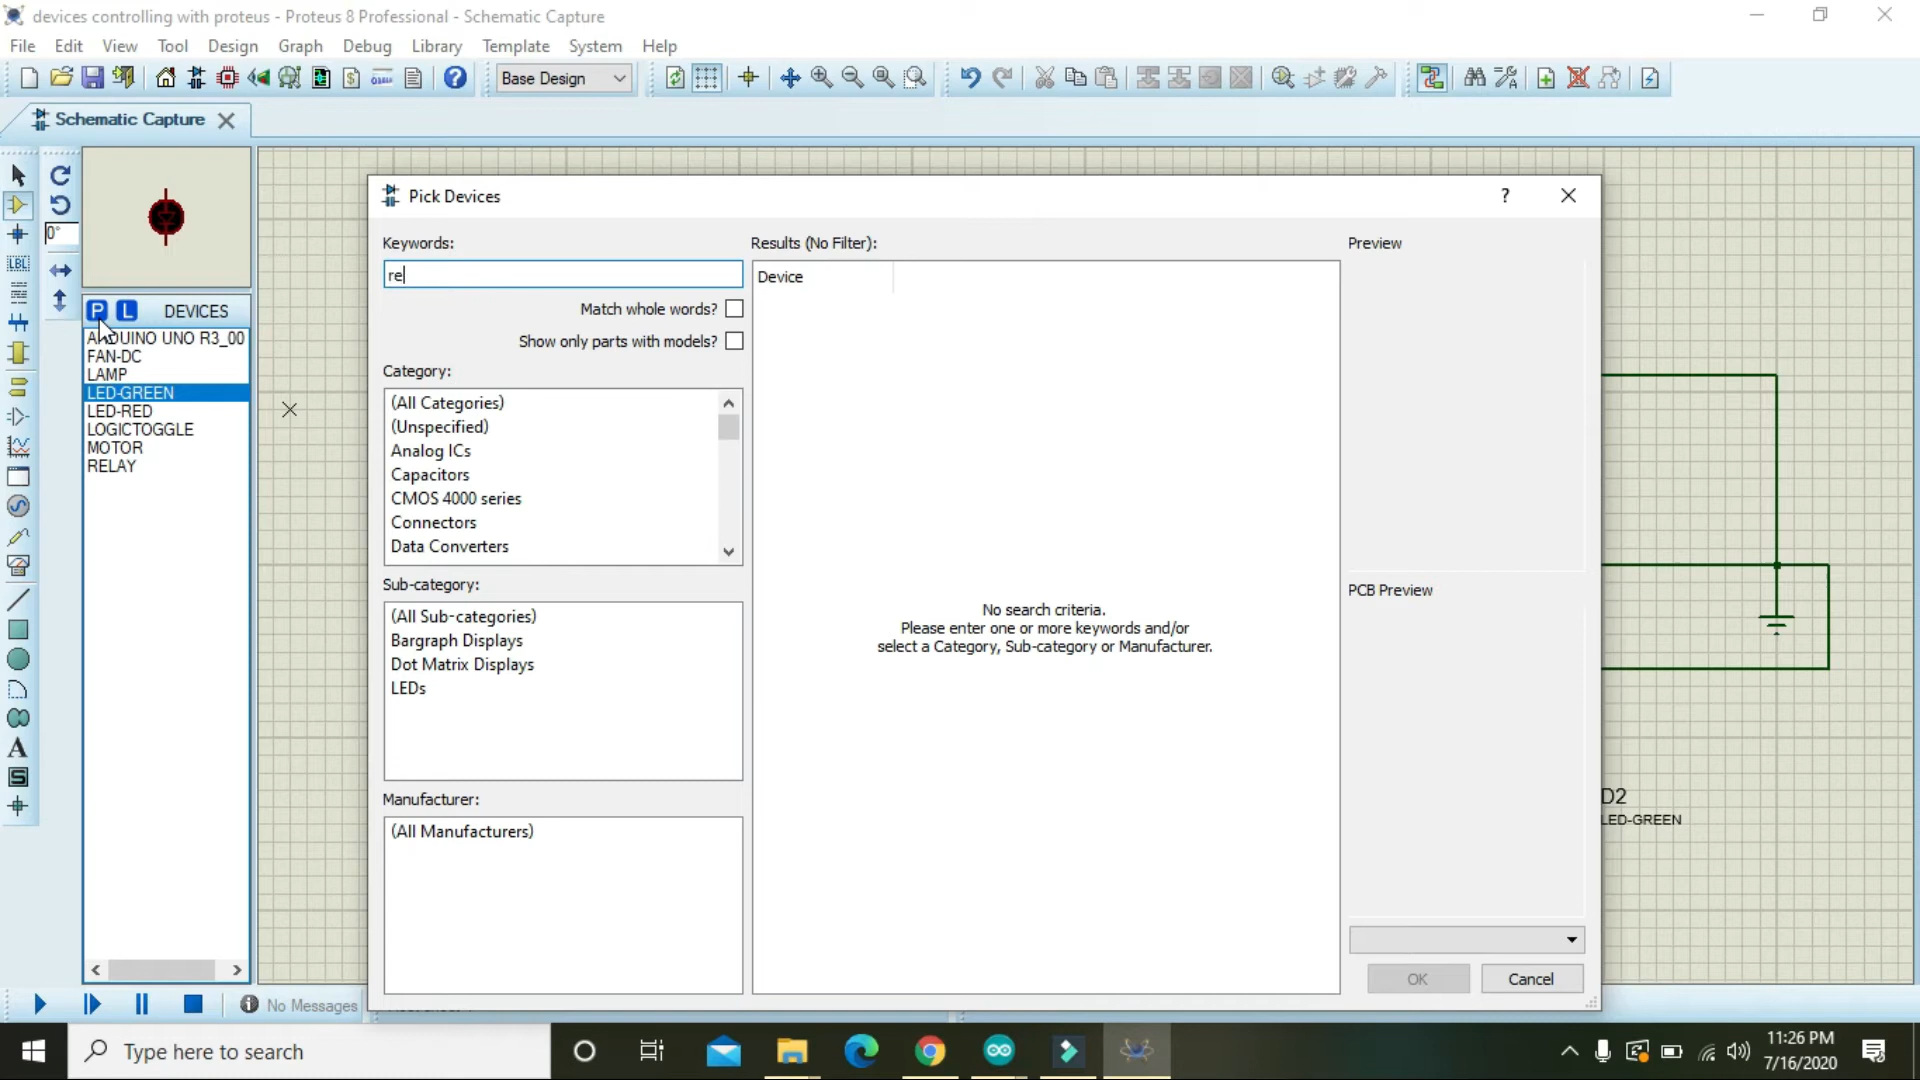 devices controlling with proteus - Proteus 8 Professional - Schematic Capture
File Edit View Tool Design Graph Debug Library Template System Help
Base Design
Schematic Capture
Pick Devices
Keywords:
re
Match whole words?
Show only parts with models?
Category:
(All Categories)
(Unspecified)
Analog ICs
Capacitors
CMOS 4000 series
Connectors
Data Converters
Sub-category:
(All Sub-categories)
Bargraph Displays
Dot Matrix Displays
LEDs
Manufacturer:
(All Manufacturers)
Results (No Filter):
Device
No search criteria.
Please enter one or more keywords and/or
select a Category, Sub-category or Manufacturer.
Preview
PCB Preview
OK
Cancel
0°
LBL
P L DEVICES
ARDUINO UNO R3_00
FAN-DC
LAMP
LED-GREEN
LED-RED
LOGICTOGGLE
MOTOR
RELAY
D2
LED-GREEN
No Messages
Type here to search
11:26 PM
7/16/2020